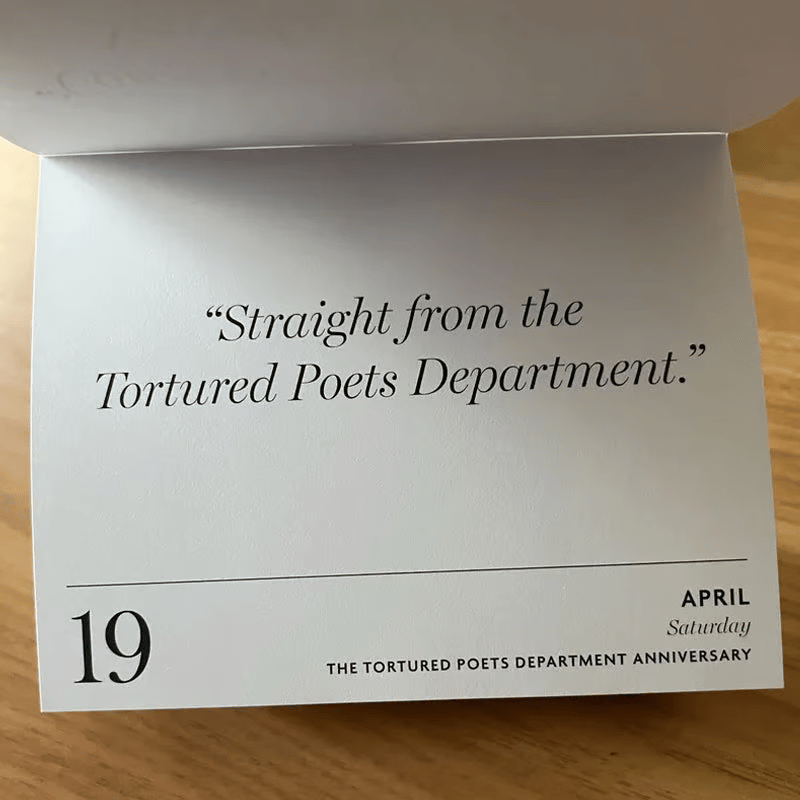 “Straight from the
Tortured Poets Department.”
19
APRIL
Saturday
THE TORTURED POETS DEPARTMENT ANNIVERSARY